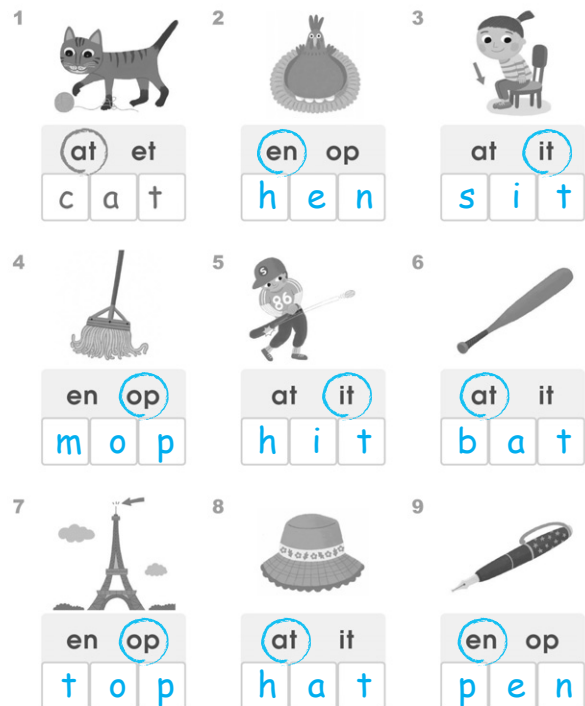 1 2 3
at et en op at it
c a t h e n s i t
4 5 6
S
86
en op at it at it
m o p h i t b a t
7 8 9
en op at it en op
t o p h a t p e n